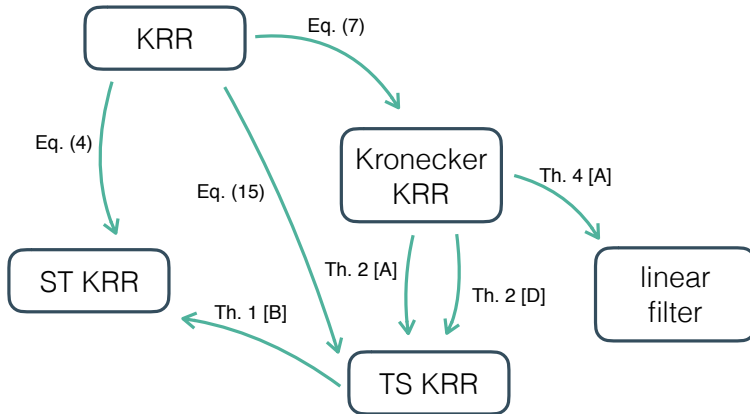 KRR
Eq. (7)
Eq. (4)
Kronecker
KRR
Th. 4 [A]
Eq. (15)
ST KRR
Th. 2 [A]
Th. 2 [D]
linear
filter
Th. 1 [B]
TS KRR